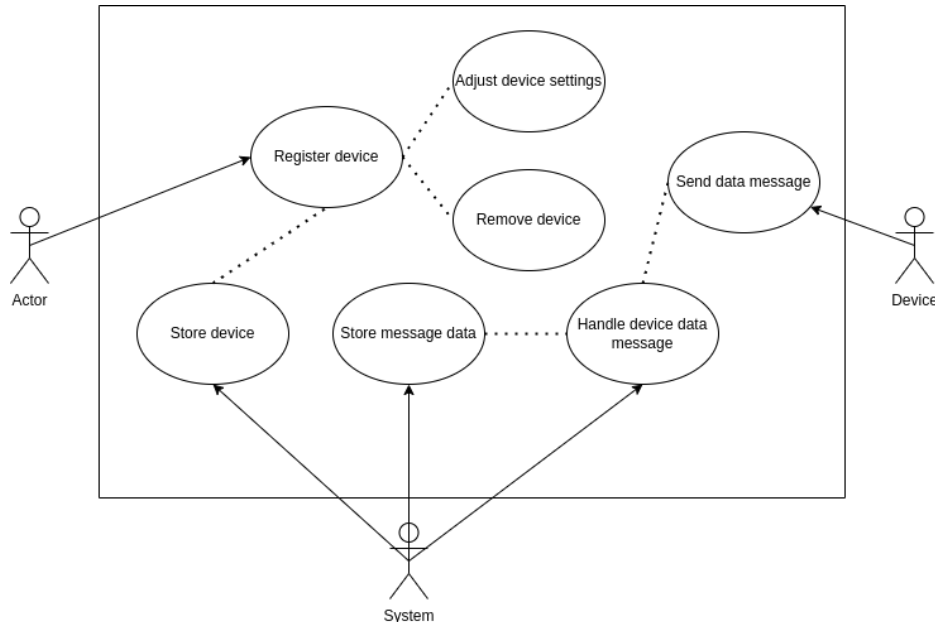 Adjust device settings
Register device
Send data message
Remove device
Actor
Device
Store device
Store message data
Handle device data
message
System